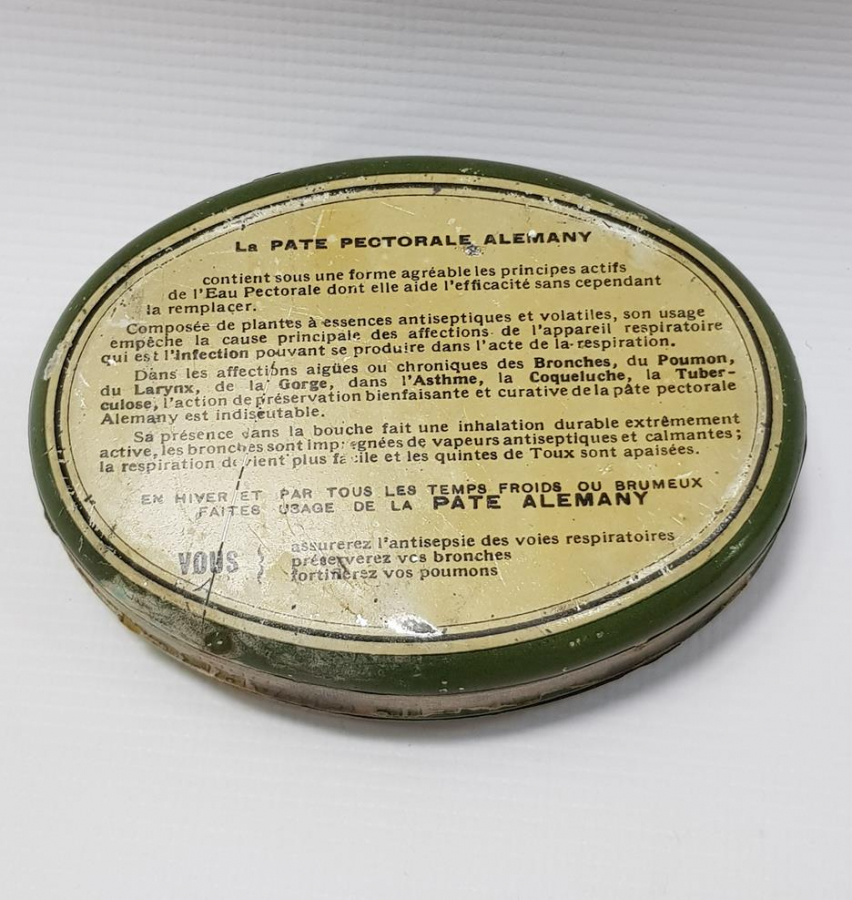 La PATE PECTORALE ALEMANY
contient sous une forme agréable les principes actifs
de l'Eau Pectorale dont elle aide l'efficacité sans cependant
la remplacer.
Composée de plantes à essences antiseptiques et volatiles, son usage
empêche la cause principale des affections de l'appareil respiratoire
qui est l'Infection pouvant se produire dans l'acte de la respiration.
Dans les affections aigües ou chroniques des Bronches, du Poumon,
du Larynx, de la Gorge, dans l'Asthme, la Coqueluche, la Tuber-
culose, l'action de préservation bienfaisante et curative de la pâte pectorale
Alemany est indiscutable.
Sa présence dans la bouche fait une inhalation durable extrêmement
active, les bronches sont imprégnées de vapeurs antiseptiques et calmantes;
la respiration devient plus facile et les quintes de Toux sont apaisées.
EN HIVER ET PAR TOUS LES TEMPS FROIDS OU BRUMEUX
FAITES USAGE DE LA PATE ALEMANY
VOUS { assurerez l'antisepsie des voies respiratoires
préserverez vos bronches
fortifierez vos poumons